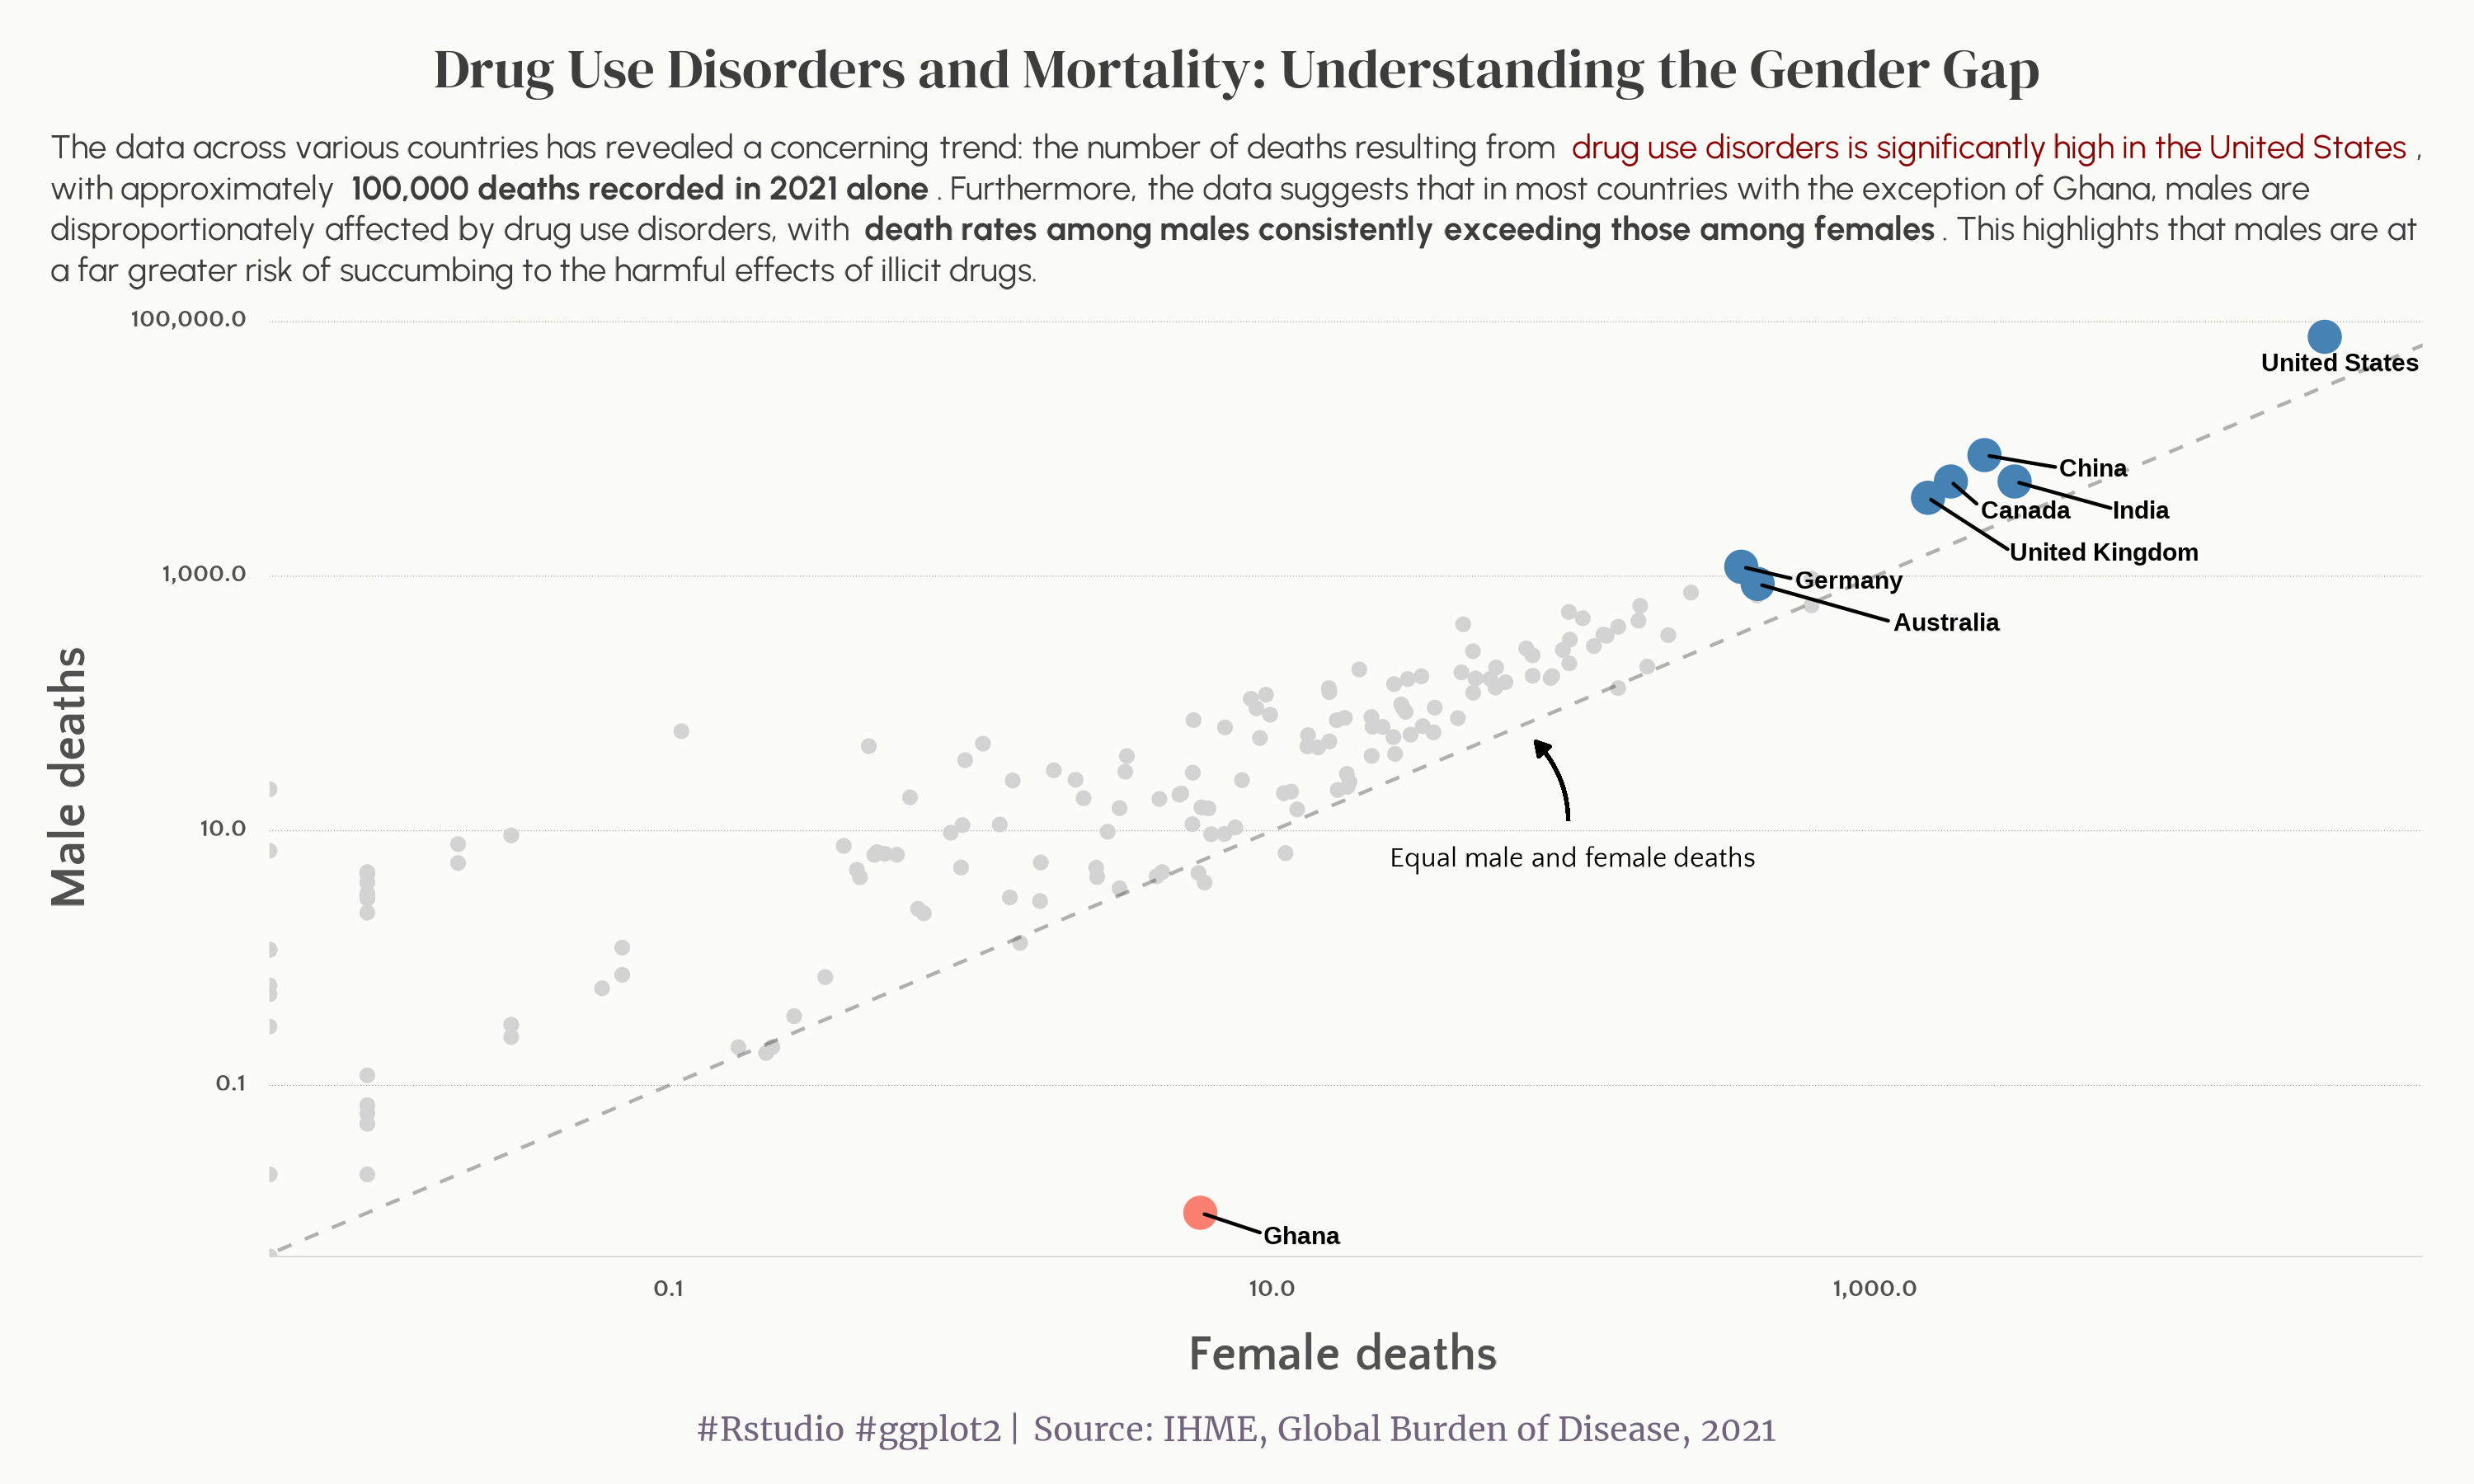 Drug Use Disorders and Mortality: Understanding the Gender Gap
The data across various countries has revealed a concerning trend: the number of deaths resulting from drug use disorders is significantly high in the United States ,
with approximately 100,000 deaths recorded in 2021 alone . Furthermore, the data suggests that in most countries with the exception of Ghana, males are
disproportionately affected by drug use disorders, with death rates among males consistently exceeding those among females . This highlights that males are at
a far greater risk of succumbing to the harmful effects of illicit drugs.
100,000.0
United States
China
Canada
India
United Kingdom
1,000.0
Germany
Australia
Male deaths
10.0
Equal male and female deaths
0.1
Ghana
0.1
10.0
1,000.0
Female deaths
#Rstudio #ggplot2 | Source: IHME, Global Burden of Disease, 2021